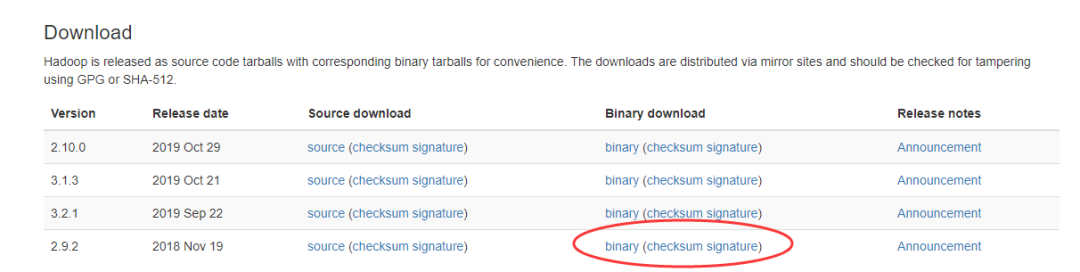 Download
Hadoop is released as source code tarballs with corresponding binary tarballs for convenience. The downloads are distributed via mirror sites and should be checked for tampering
using GPG or SHA-512.
Version Release date Source download Binary download Release notes
2.10.0 2019 Oct 29 source (checksum signature) binary (checksum signature) Announcement
3.1.3 2019 Oct 21 source (checksum signature) binary (checksum signature) Announcement
3.2.1 2019 Sep 22 source (checksum signature) binary (checksum signature) Announcement
2.9.2 2018 Nov 19 source (checksum signature) binary (checksum signature) Announcement